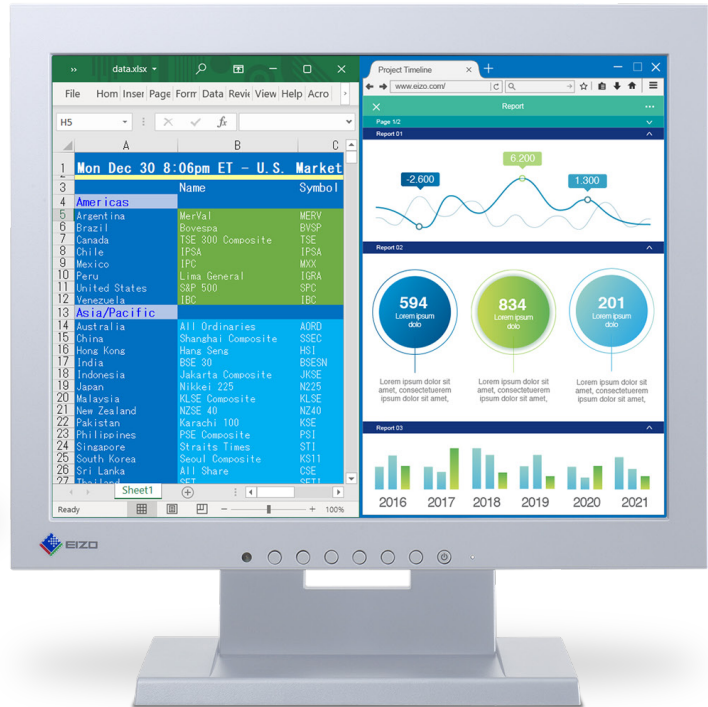 data.xlsx
File Hom Inser Page Forr Data Revie View Help Acro
H5
fx
A B C
1 Mon Dec 30 8:06pm ET - U.S. Market
3 Name Symbol
4 Americas
5 Argentina MerVal MERV
6 Brazil Bovespa BVSP
7 Canada TSE 300 Composite TSE
8 Chile IPSA IPSA
9 Mexico IPC MXX
10 Peru Lima General IGRA
11 United States S&P 500 SPC
12 Venezuela IBC IBC
13 Asia/Pacific
14 Australia All Ordinaries AORD
15 China Shanghai Composite SSEC
16 Hong Kong Hang Seng HSI
17 India BSE 30 BSESN
18 Indonesia Jakarta Composite JKSE
19 Japan Nikkei 225 N225
20 Malaysia KLSE Composite KLSE
21 New Zealand NZSE 40 NZ40
22 Pakistan Karachi 100 KSE
23 Philippines PSE Composite PSI
24 Singapore Straits Times STI
25 South Korea Seoul Composite KS11
26 Sri Lanka All Share CSE
27 Thailand SET SETI
Sheet1
Ready
100%
Project Timeline
www.eizo.com/
Report
Page 1/2
Report 01
-2.600
6.200
1.300
Report 02
594
Lorem ipsum
dolo
834
Lorem ipsum
dolo
201
Lorem ipsum
dolo
Lorem ipsum dolor sit
amet, consectetuerem
ipsum dolor sit amet,
Lorem ipsum dolor sit
amet, consectetuerem
ipsum dolor sit amet,
Lorem ipsum dolor sit
amet, consectetuerem
ipsum dolor sit amet,
Report 03
2016 2017 2018 2019 2020 2021
EIZO